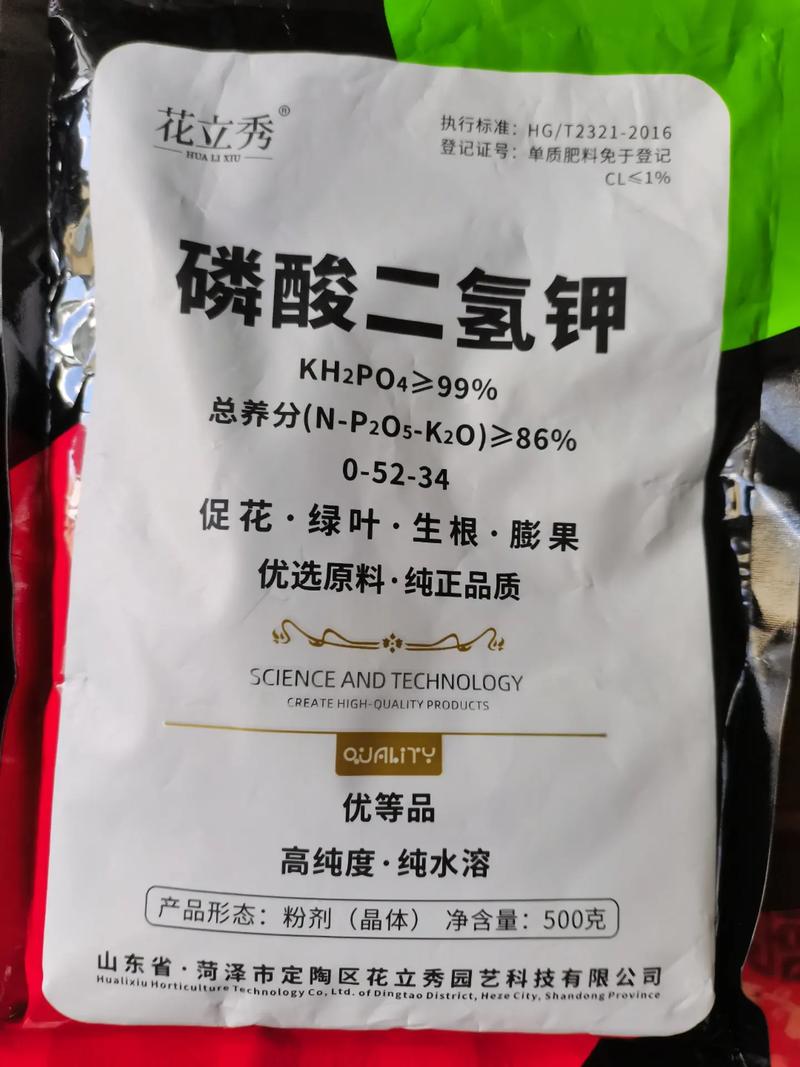 花立秀®
HUA LI XIU
执行标准：HG/T2321-2016
登记证号：单质肥料免于登记
CL≤1%
磷酸二氢钾
KH₂PO₄≥99%
总养分(N-P₂O₅-K₂O)≥86%
0-52-34
促花·绿叶·生根·膨果
优选原料·纯正品质
SCIENCE AND TECHNOLOGY
CREATE HIGH-QUALITY PRODUCTS
QUALITY
优等品
高纯度·纯水溶
产品形态：粉剂（晶体） 净含量：500克
山东省·菏泽市定陶区花立秀园艺科技有限公司
Hualixiu Horticulture Technology Co, Ltd. of Dingtao District, Heze City, Shandong Province